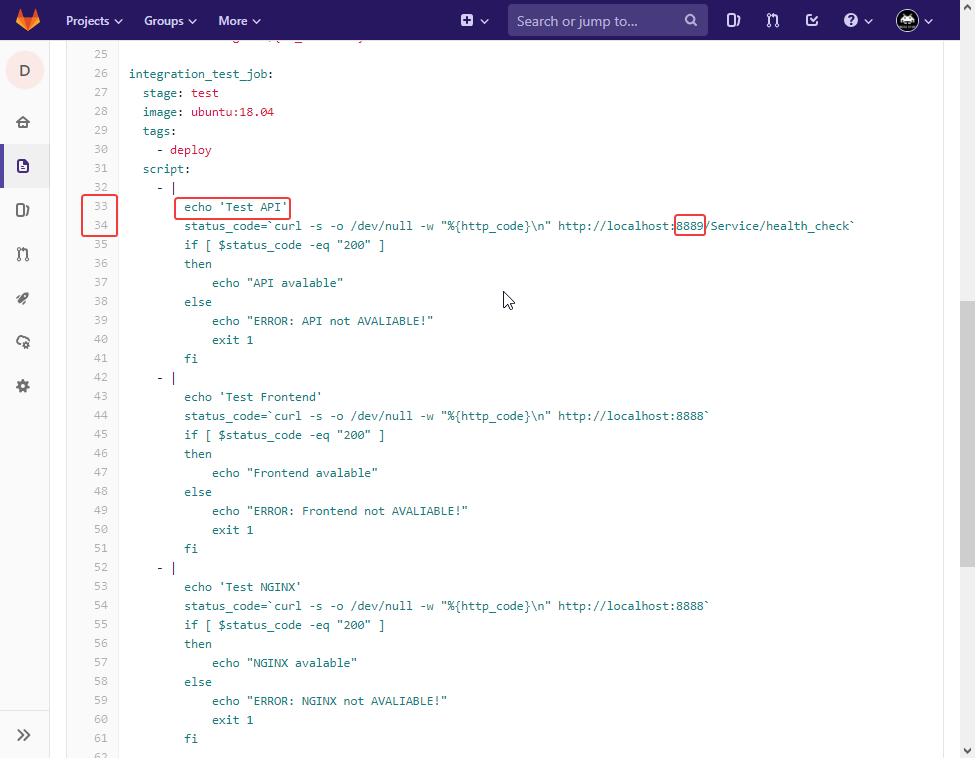 Projects Groups More Search or jump to...
D
25
26 integration_test_job:
27 stage: test
28 image: ubuntu:18.04
29 tags:
30 - deploy
31 script:
32 - |
33 echo 'Test API'
34 status_code=`curl -s -o /dev/null -w "%{http_code}\n" http://localhost:8889/Service/health_check`
35 if [ $status_code -eq "200" ]
36 then
37 echo "API avalable"
38 else
39 echo "ERROR: API not AVALIABLE!"
40 exit 1
41 fi
42 - |
43 echo 'Test Frontend'
44 status_code=`curl -s -o /dev/null -w "%{http_code}\n" http://localhost:8888`
45 if [ $status_code -eq "200" ]
46 then
47 echo "Frontend avalable"
48 else
49 echo "ERROR: Frontend not AVALIABLE!"
50 exit 1
51 fi
52 - |
53 echo 'Test NGINX'
54 status_code=`curl -s -o /dev/null -w "%{http_code}\n" http://localhost:8888`
55 if [ $status_code -eq "200" ]
56 then
57 echo "NGINX avalable"
58 else
59 echo "ERROR: NGINX not AVALIABLE!"
60 exit 1
61 fi
62